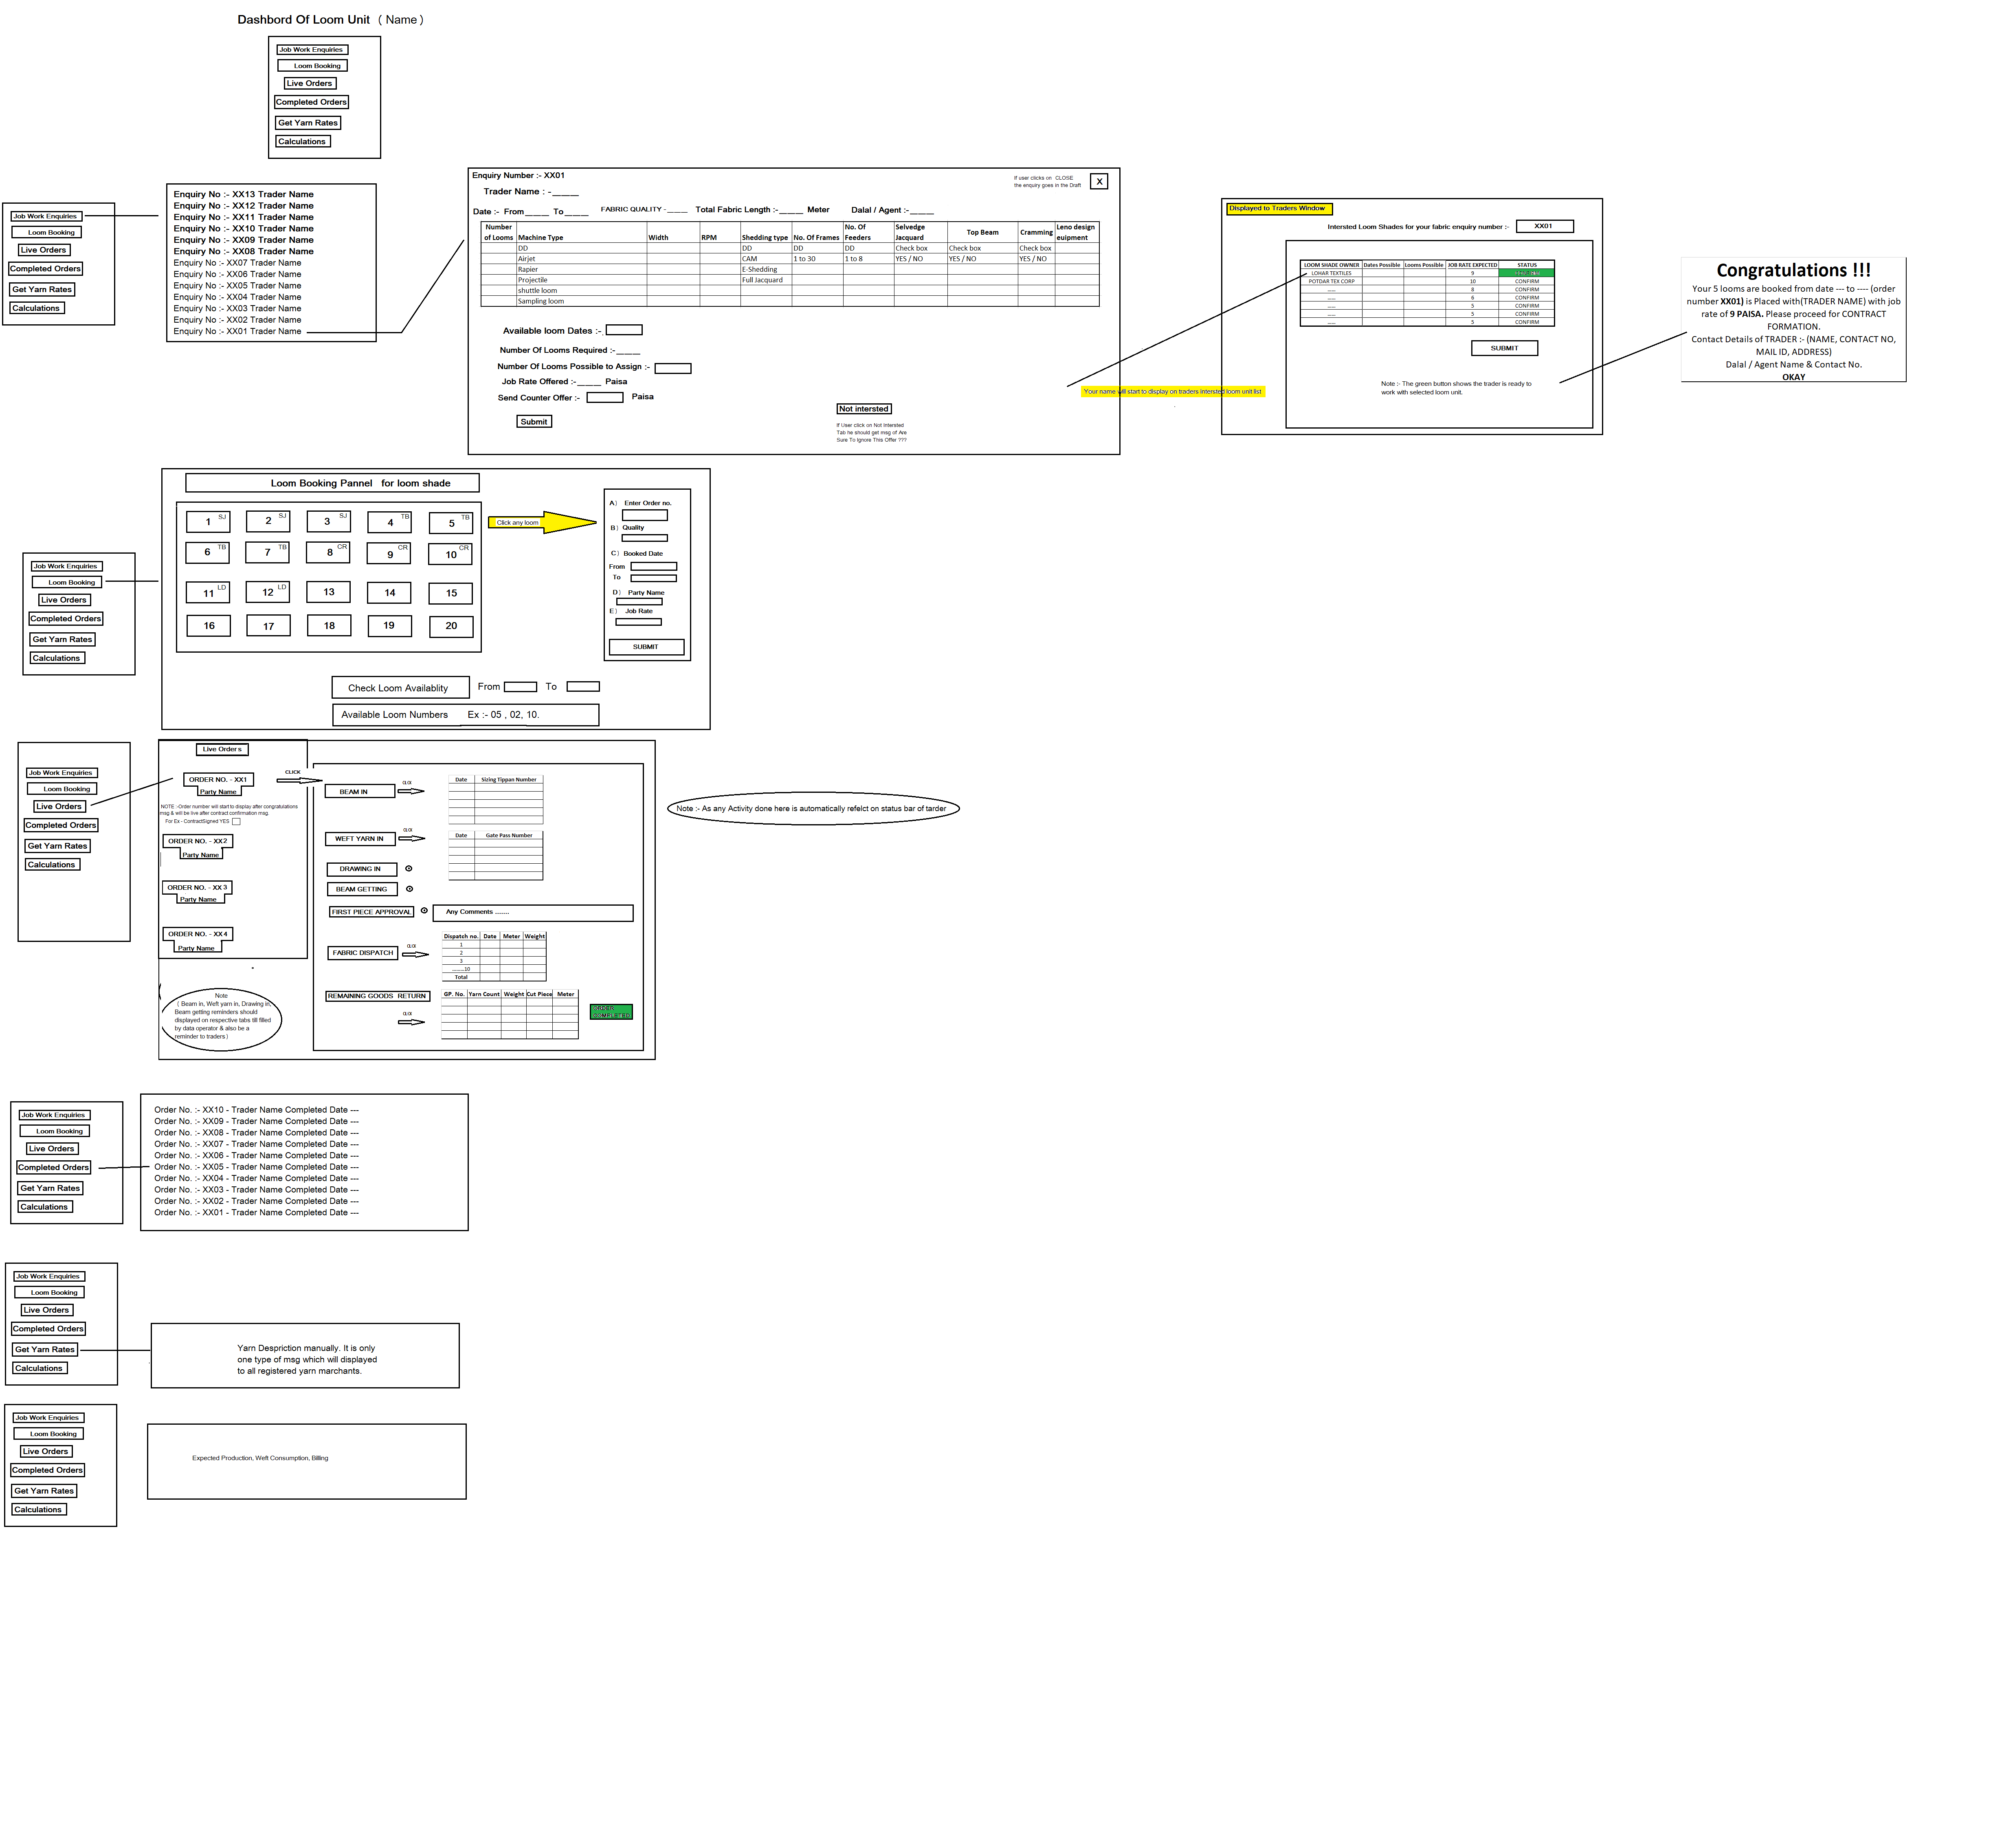 Dashbord Of Loom Unit ( Name )
Job Work Enquiries
Loom Booking
Live Orders
Completed Orders
Get Yarn Rates
Calculations
Job Work Enquiries
Loom Booking
Live Orders
Completed Orders
Get Yarn Rates
Calculations
Enquiry No :- XX13 Trader Name
Enquiry No :- XX12 Trader Name
Enquiry No :- XX11 Trader Name
Enquiry No :- XX10 Trader Name
Enquiry No :- XX09 Trader Name
Enquiry No :- XX08 Trader Name
Enquiry No :- XX07 Trader Name
Enquiry No :- XX06 Trader Name
Enquiry No :- XX05 Trader Name
Enquiry No :- XX04 Trader Name
Enquiry No :- XX03 Trader Name
Enquiry No :- XX02 Trader Name
Enquiry No :- XX01 Trader Name
Enquiry Number :- XX01
If user clicks on CLOSE
the enquiry goes in the Draft
X
Trader Name : -_____
Date :- From_____ To_____ FABRIC QUALITY -_____ Total Fabric Length :-_____ Meter Dalal / Agent :-_____
Number of Looms Machine Type Width RPM Shedding type No. Of Frames No. Of Feeders Selvedge Jacquard Top Beam Cramming Leno design euipment
DD DD DD DD Check box Check box Check box
Airjet CAM 1 to 30 1 to 8 YES / NO YES / NO YES / NO
Rapier E-Shedding
Projectile Full Jacquard
shuttle loom
Sampling loom
Available loom Dates :-
Number Of Looms Required :-_____
Number Of Looms Possible to Assign :-
Job Rate Offered :-_____ Paisa
Send Counter Offer :- Paisa
Submit
Not intersted
If User click on Not Intersted
Tab he should get msg of Are
Sure To Ignore This Offer ???
Your name will start to display on traders intersted loom unit list
Displayed to Traders Window
Intersted Loom Shades for your fabric enquiry number :- XX01
LOOM SHADE OWNER Dates Possible Looms Possible JOB RATE EXPECTED STATUS
LOHAR TEXTILES 9
POTDAR TEX CORP 10 CONFIRM
----- 8 CONFIRM
----- 6 CONFIRM
----- 5 CONFIRM
----- 5 CONFIRM
----- 5 CONFIRM
SUBMIT
Note :- The green button shows the trader is ready to
work with selected loom unit.
Congratulations !!!
Your 5 looms are booked from date --- to ---- (order
number XX01) is Placed with(TRADER NAME) with job
rate of 9 PAISA. Please proceed for CONTRACT
FORMATION.
Contact Details of TRADER :- (NAME, CONTACT NO,
MAIL ID, ADDRESS)
Dalal / Agent Name & Contact No.
OKAY
Job Work Enquiries
Loom Booking
Live Orders
Completed Orders
Get Yarn Rates
Calculations
Loom Booking Pannel for loom shade
1 SJ 2 SJ 3 SJ 4 TB 5 TB
6 TB 7 TB 8 CR 9 CR 10 CR
11 LD 12 LD 13 14 15
16 17 18 19 20
Click any loom
A) Enter Order no.
B) Quality
C) Booked Date
From
To
D) Party Name
E) Job Rate
SUBMIT
Check Loom Availablity From To
Available Loom Numbers Ex :- 05 , 02, 10.
Job Work Enquiries
Loom Booking
Live Orders
Completed Orders
Get Yarn Rates
Calculations
Live Orders
ORDER NO. - XX1
Party Name
CLICK
NOTE :-Order number will start to display after congratulations
msg & will be live after contract confirmation msg.
For Ex - ContractSigned YES
ORDER NO. - XX2
Party Name
ORDER NO. - XX3
Party Name
ORDER NO. - XX4
Party Name
Note
( Beam in, Weft yarn in, Drawing in,
Beam getting reminders should
displayed on respective tabs till filled
by data operator & also be a
reminder to traders)
BEAM IN
CLICK
Date Sizing Tippan Number
WEFT YARN IN
CLICK
Date Gate Pass Number
DRAWING IN
BEAM GETTING
FIRST PIECE APPROVAL
Any Comments .......
FABRIC DISPATCH
CLICK
Dispatch no. Date Meter Weight
1
2
3
.........10
Total
REMAINING GOODS RETURN
CLICK
GP. No. Yarn Count Weight Cut Piece Meter
ORDER
COMPLETED
Note :- As any Activity done here is automatically refelct on status bar of tarder
Job Work Enquiries
Loom Booking
Live Orders
Completed Orders
Get Yarn Rates
Calculations
Order No. :- XX10 - Trader Name Completed Date ---
Order No. :- XX09 - Trader Name Completed Date ---
Order No. :- XX08 - Trader Name Completed Date ---
Order No. :- XX07 - Trader Name Completed Date ---
Order No. :- XX06 - Trader Name Completed Date ---
Order No. :- XX05 - Trader Name Completed Date ---
Order No. :- XX04 - Trader Name Completed Date ---
Order No. :- XX03 - Trader Name Completed Date ---
Order No. :- XX02 - Trader Name Completed Date ---
Order No. :- XX01 - Trader Name Completed Date ---
Job Work Enquiries
Loom Booking
Live Orders
Completed Orders
Get Yarn Rates
Calculations
Yarn Despriction manually. It is only
one type of msg which will displayed
to all registered yarn marchants.
Job Work Enquiries
Loom Booking
Live Orders
Completed Orders
Get Yarn Rates
Calculations
Expected Production, Weft Consumption, Billing